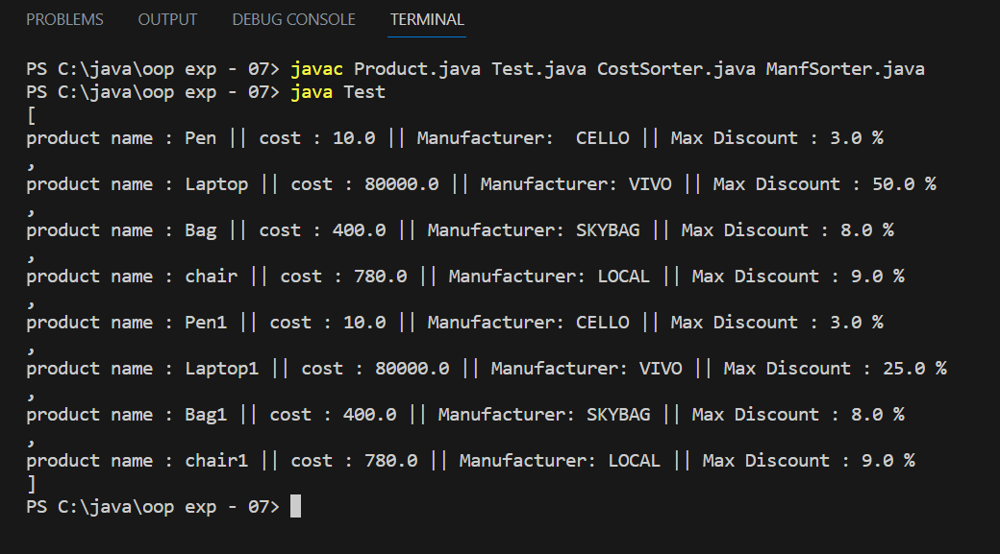 PROBLEMS OUTPUT DEBUG CONSOLE TERMINAL
PS C:\java\oop exp - 07> javac Product.java Test.java CostSorter.java ManfSorter.java
PS C:\java\oop exp - 07> java Test
[
product name : Pen || cost : 10.0 || Manufacturer:  CELLO || Max Discount : 3.0 %
,
product name : Laptop || cost : 80000.0 || Manufacturer: VIVO || Max Discount : 50.0 %
,
product name : Bag || cost : 400.0 || Manufacturer: SKYBAG || Max Discount : 8.0 %
,
product name : chair || cost : 780.0 || Manufacturer: LOCAL || Max Discount : 9.0 %
,
product name : Pen1 || cost : 10.0 || Manufacturer: CELLO || Max Discount : 3.0 %
,
product name : Laptop1 || cost : 80000.0 || Manufacturer: VIVO || Max Discount : 25.0 %
,
product name : Bag1 || cost : 400.0 || Manufacturer: SKYBAG || Max Discount : 8.0 %
,
product name : chair1 || cost : 780.0 || Manufacturer: LOCAL || Max Discount : 9.0 %
]
PS C:\java\oop exp - 07>